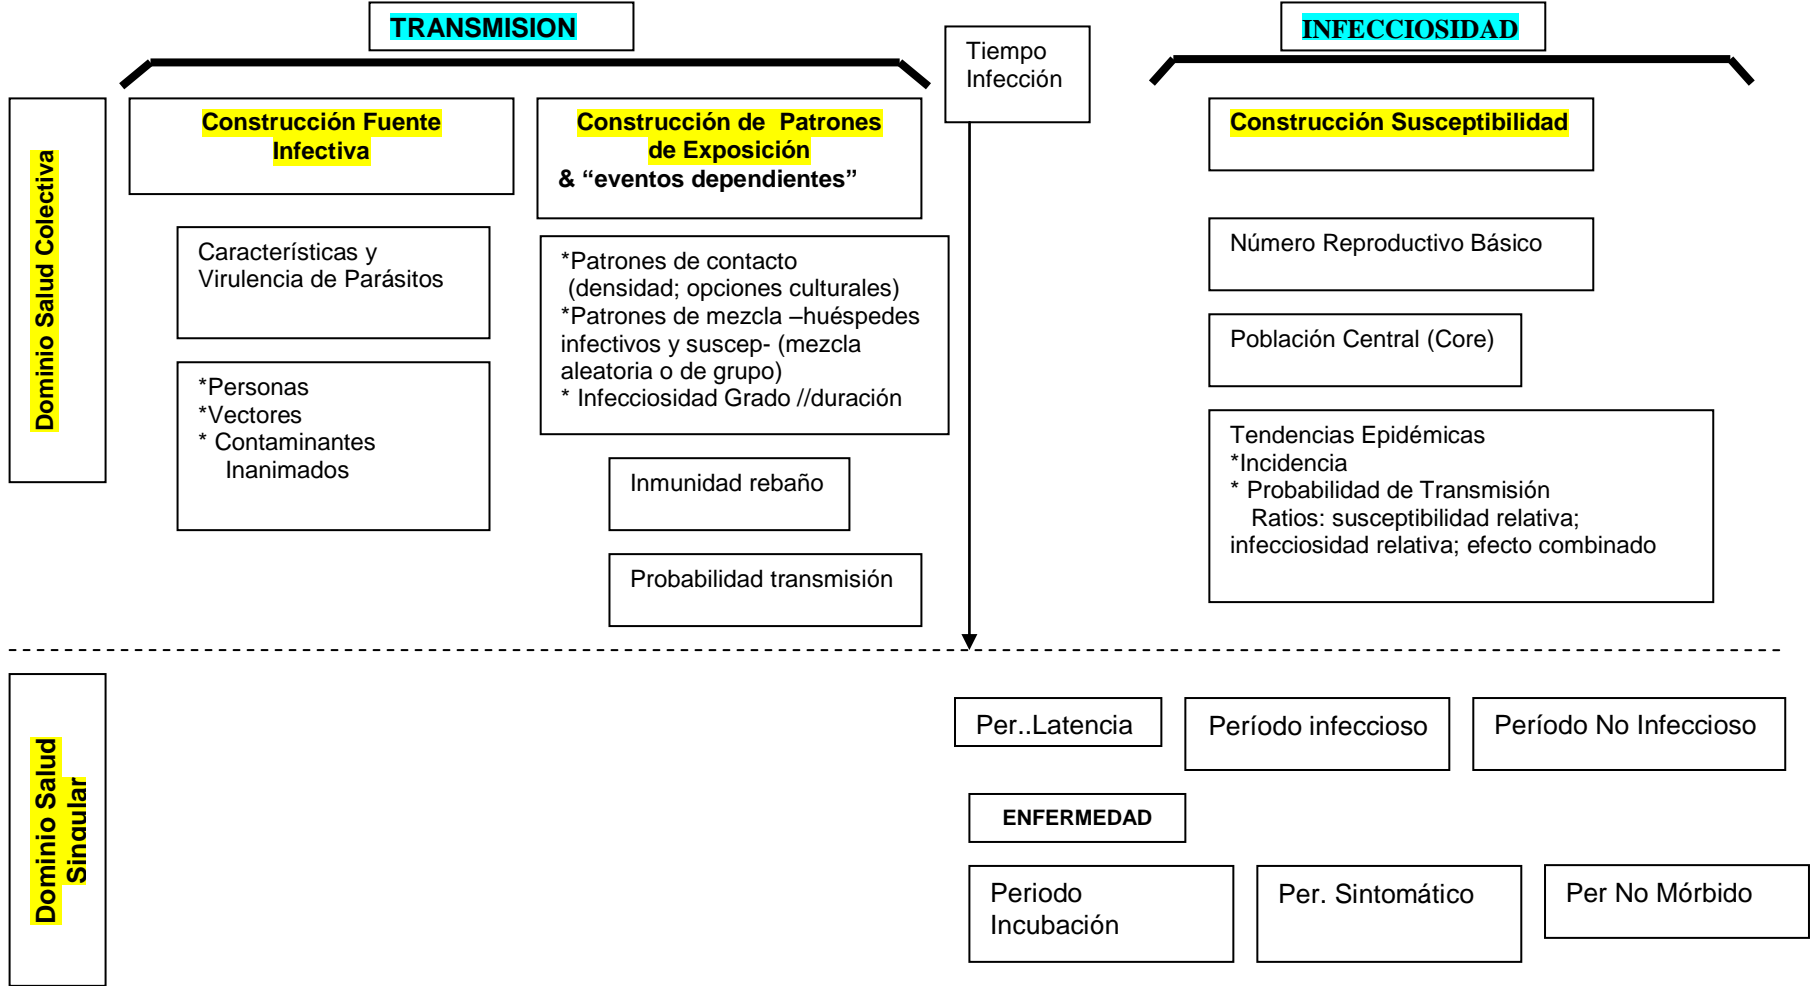 TRANSMISION
INFECCIOSIDAD
Tiempo
Infección
Dominio Salud Colectiva
Construcción Fuente
Infectiva
Construcción de Patrones
de Exposición
& “eventos dependientes”
Construcción Susceptibilidad
Características y
Virulencia de Parásitos
*Personas
*Vectores
* Contaminantes
Inanimados
*Patrones de contacto
(densidad; opciones culturales)
*Patrones de mezcla –huéspedes
infectivos y suscep- (mezcla
aleatoria o de grupo)
* Infecciosidad Grado //duración
Inmunidad rebaño
Probabilidad transmisión
Número Reproductivo Básico
Población Central (Core)
Tendencias Epidémicas
*Incidencia
* Probabilidad de Transmisión
Ratios: susceptibilidad relativa;
infecciosidad relativa; efecto combinado
Dominio Salud
Singular
Per..Latencia
Período infeccioso
Período No Infeccioso
ENFERMEDAD
Periodo
Incubación
Per. Sintomático
Per No Mórbido